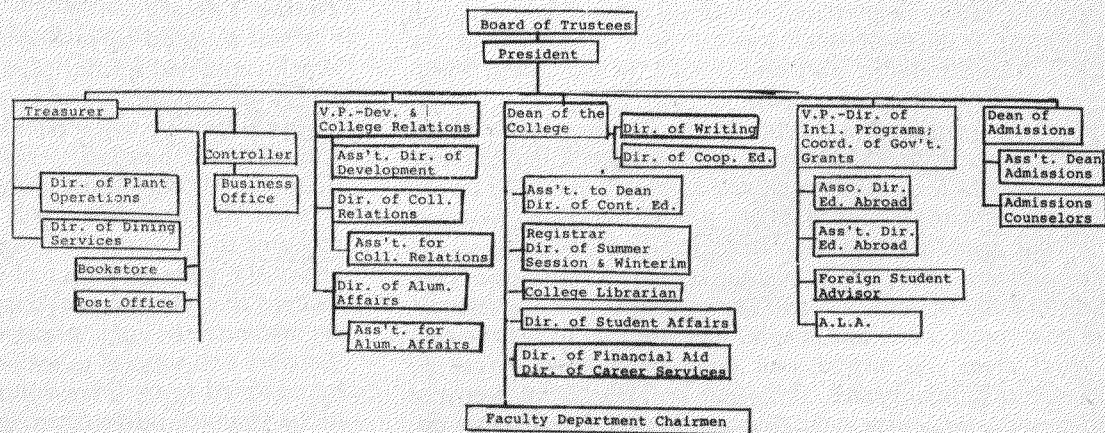 Board of Trustees
President
Treasurer
Controller
Business
Office
Dir. of Plant
Operations
Dir. of Dining
Services
Bookstore
Post Office
V.P.-Dev. &
College Relations
Ass't. Dir. of
Development
Dir. of Coll.
Relations
Ass't. for
Coll. Relations
Dir. of Alum.
Affairs
Ass't. for
Alum. Affairs
Dean of the
College
Dir. of Writing
Dir. of Coop. Ed.
Ass't. to Dean
Dir. of Cont. Ed.
Registrar
Dir. of Summer
Session & Winterim
College Librarian
Dir. of Student Affairs
Dir. of Financial Aid
Dir. of Career Services
Faculty Department Chairmen
V.P.-Dir. of
Intl. Programs;
Coord. of Gov't.
Grants
Asso. Dir.
Ed. Abroad
Ass't. Dir.
Ed. Abroad
Foreign Student
Advisor
A.L.A.
Dean of
Admissions
Ass't. Dean
Admissions
Admissions
Counselors